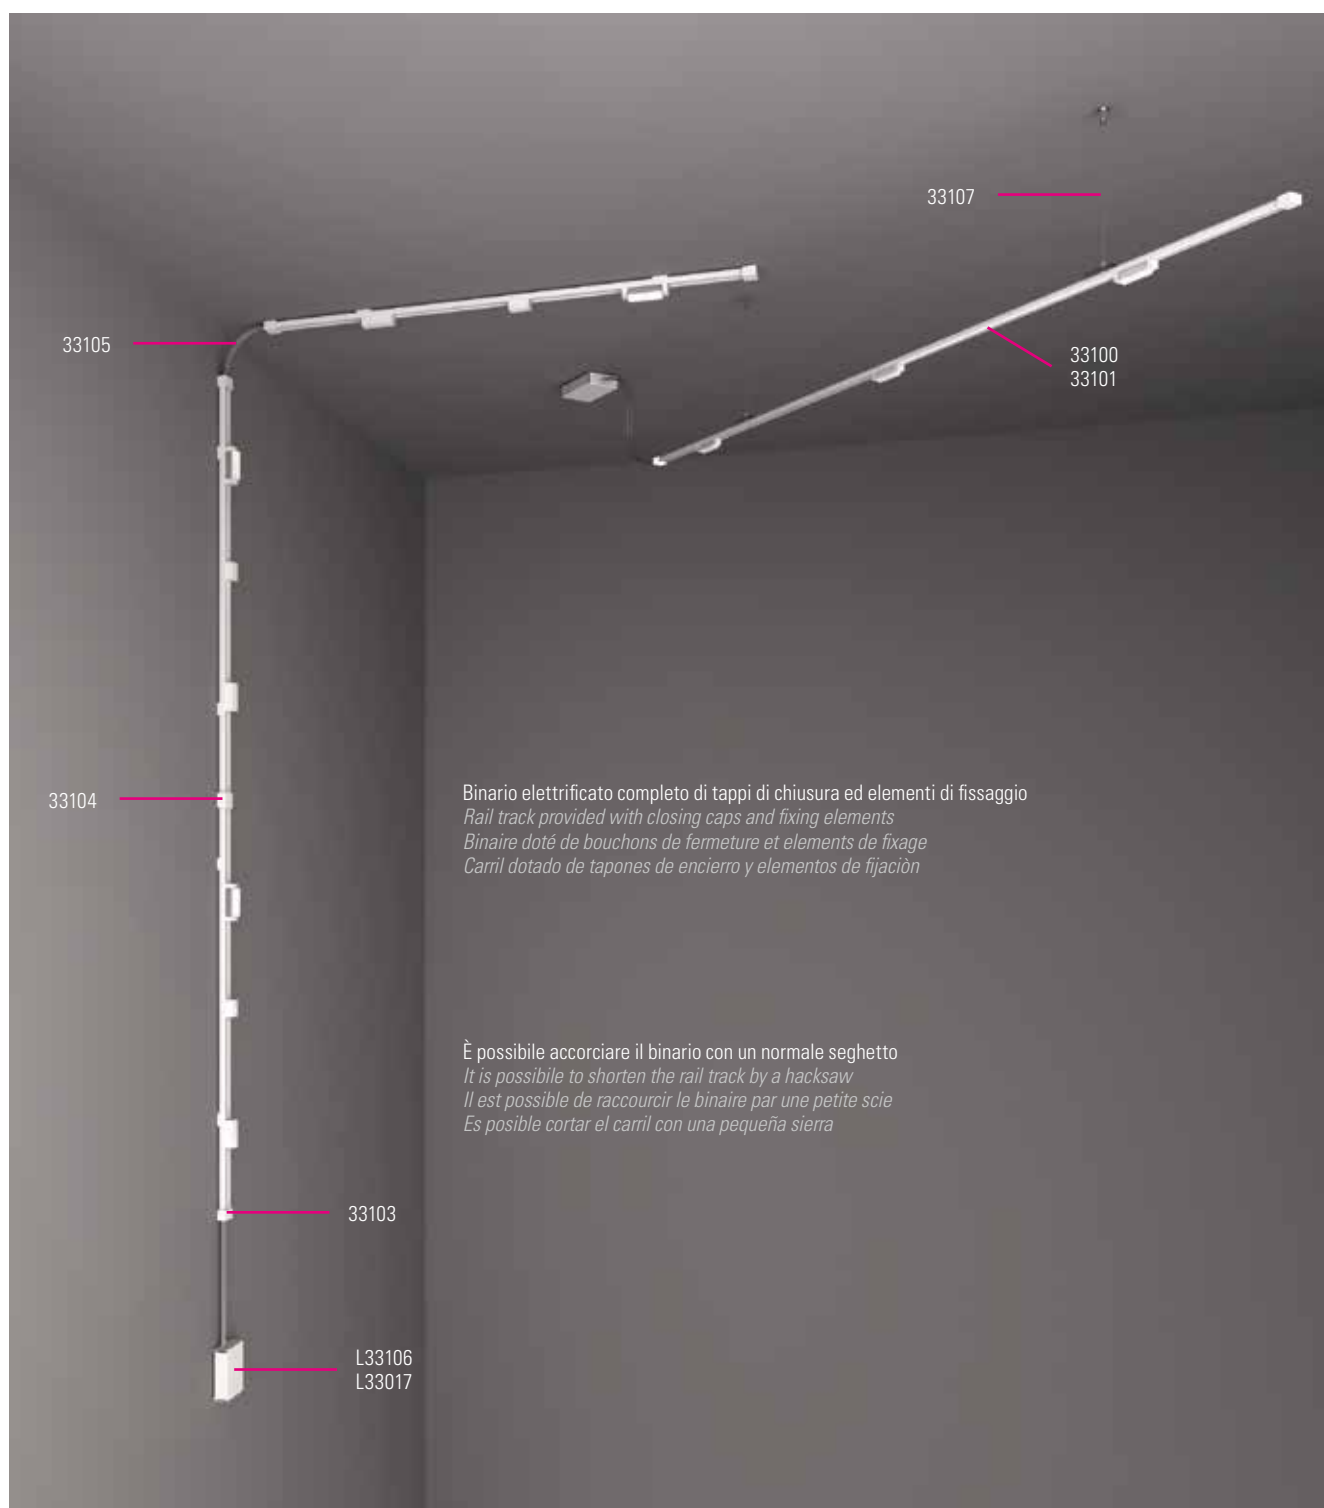 33107
33105
33100
33101
33104
Binario elettrificato completo di tappi di chiusura ed elementi di fissaggio
Rail track provided with closing caps and fixing elements
Binaire doté de bouchons de fermeture et elements de fixage
Carril dotado de tapones de encierro y elementos de fijaciòn
È possibile accorciare il binario con un normale seghetto
It is possibile to shorten the rail track by a hacksaw
Il est possible de raccourcir le binaire par une petite scie
Es posible cortar el carril con una pequeña sierra
33103
L33106
L33017